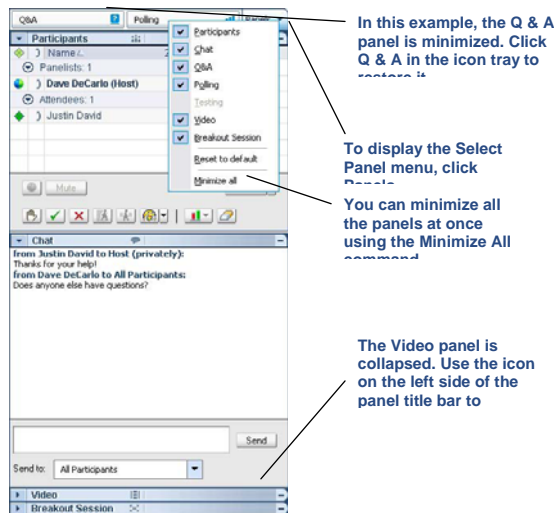 Q&A
Polling
Participants
Name
Panelists: 1
Dave DeCarlo (Host)
Attendees: 1
Justin David
Participants
Chat
Q&A
Polling
Testing
Video
Breakout Session
Reset to default
Minimize all
Mute
Chat
from Justin David to Host (privately):
Thanks for your help!
from Dave DeCarlo to All Participants:
Does anyone else have questions?
Send
Send to: All Participants
Video
Breakout Session
In this example, the Q & A
panel is minimized. Click
Q & A in the icon tray to
restore it
To display the Select
Panel menu, click
You can minimize all
the panels at once
using the Minimize All
command
The Video panel is
collapsed. Use the icon
on the left side of the
panel title bar to